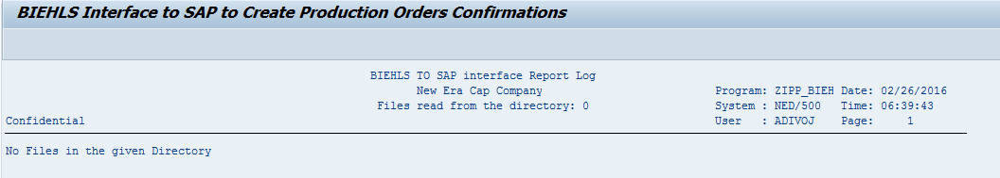 BIEHLS Interface to SAP to Create Production Orders Confirmations
BIEHLS TO SAP interface Report Log
New Era Cap Company Program: ZIPP_BIEH Date: 02/26/2016
Files read from the directory: 0 System : NED/500 Time: 06:39:43
Confidential User : ADIVOJ Page: 1
No Files in the given Directory